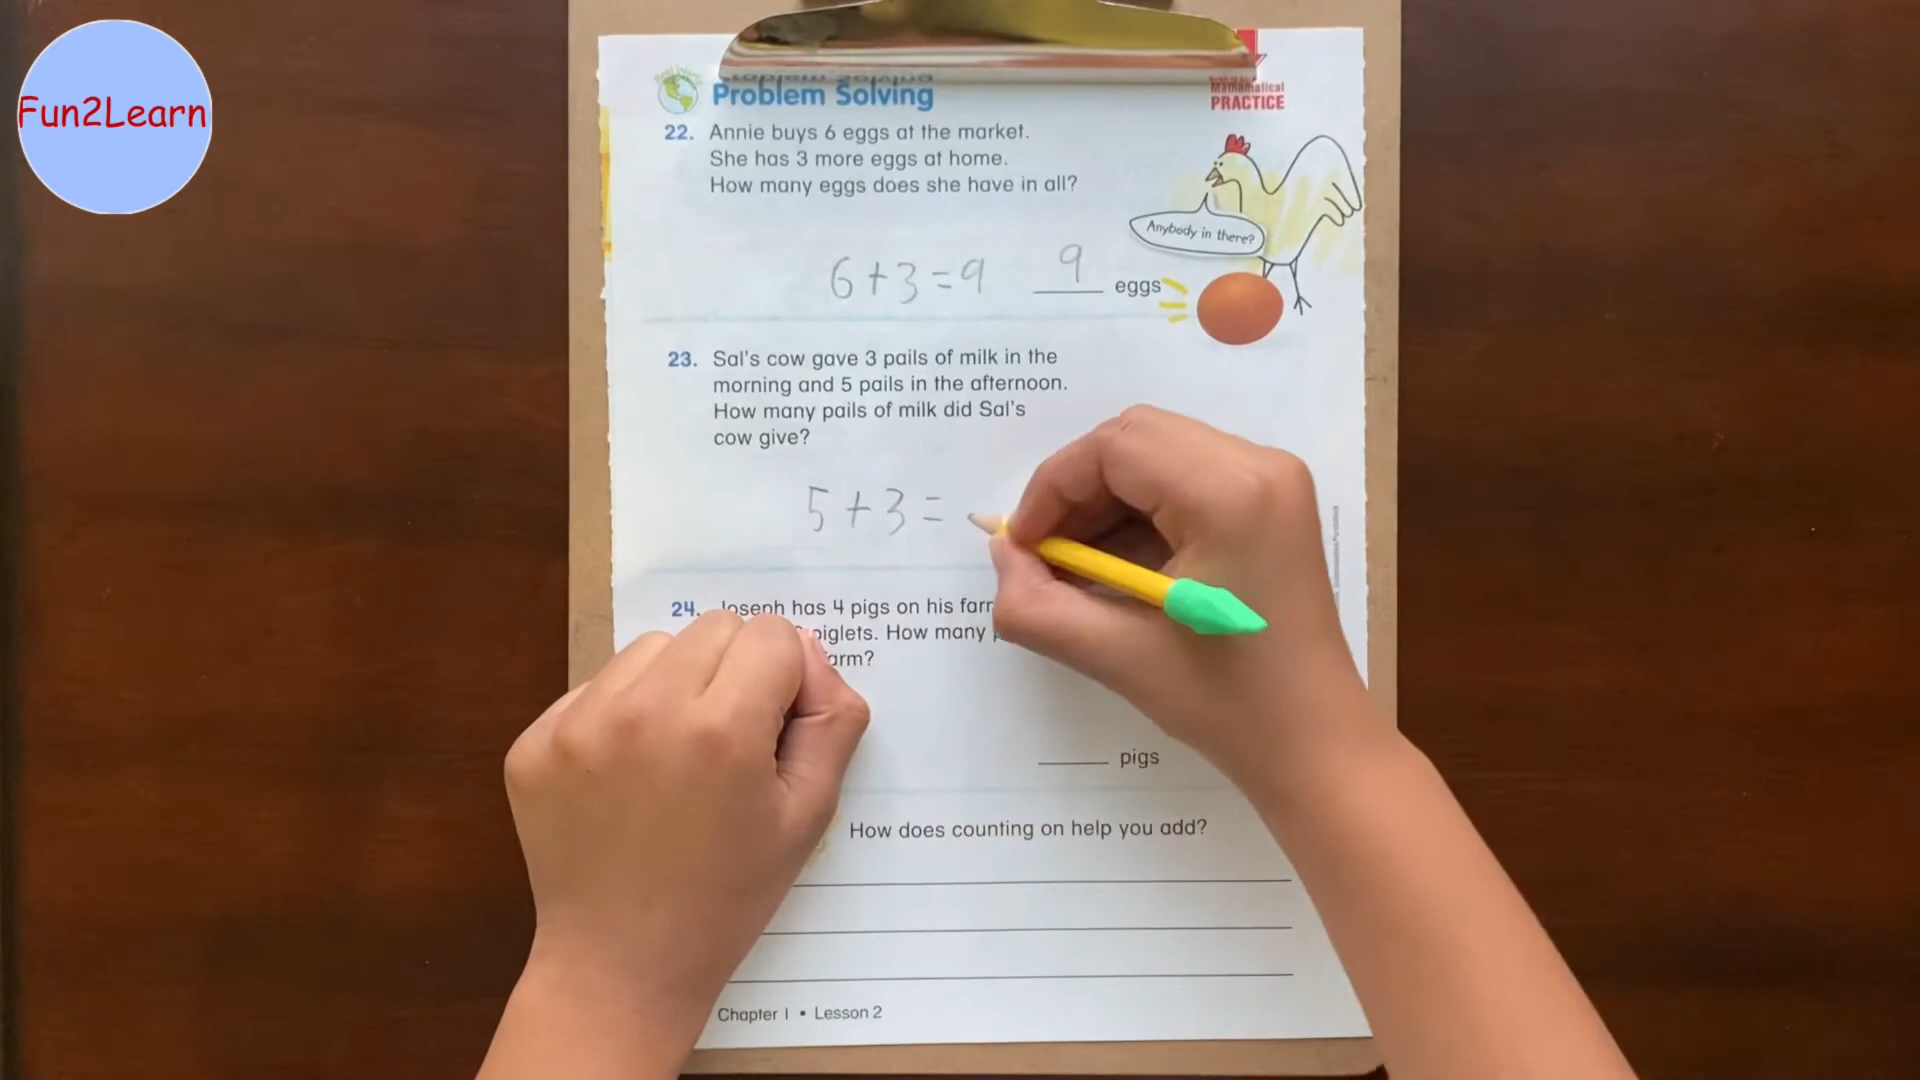 Fun2Learn
Problem Solving
Mathematical
PRACTICE
22. Annie buys 6 eggs at the market.
She has 3 more eggs at home.
How many eggs does she have in all?
Anybody in there?
6+3=9 9 eggs
23. Sal's cow gave 3 pails of milk in the
morning and 5 pails in the afternoon.
How many pails of milk did Sal's
cow give?
5+3=
24. Joseph has 4 pigs on his
piglets. How many
farm?
pigs
How does counting on help you add?
Chapter 1 • Lesson 2